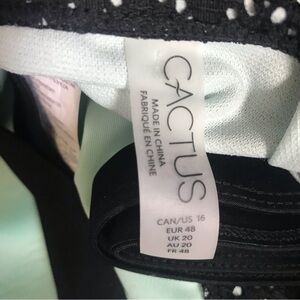 CACTUS
MADE IN CHINA
FABRIQUÉ EN CHINE
CAN/US 16
EUR 48
UK 20
AU 20
FR 48